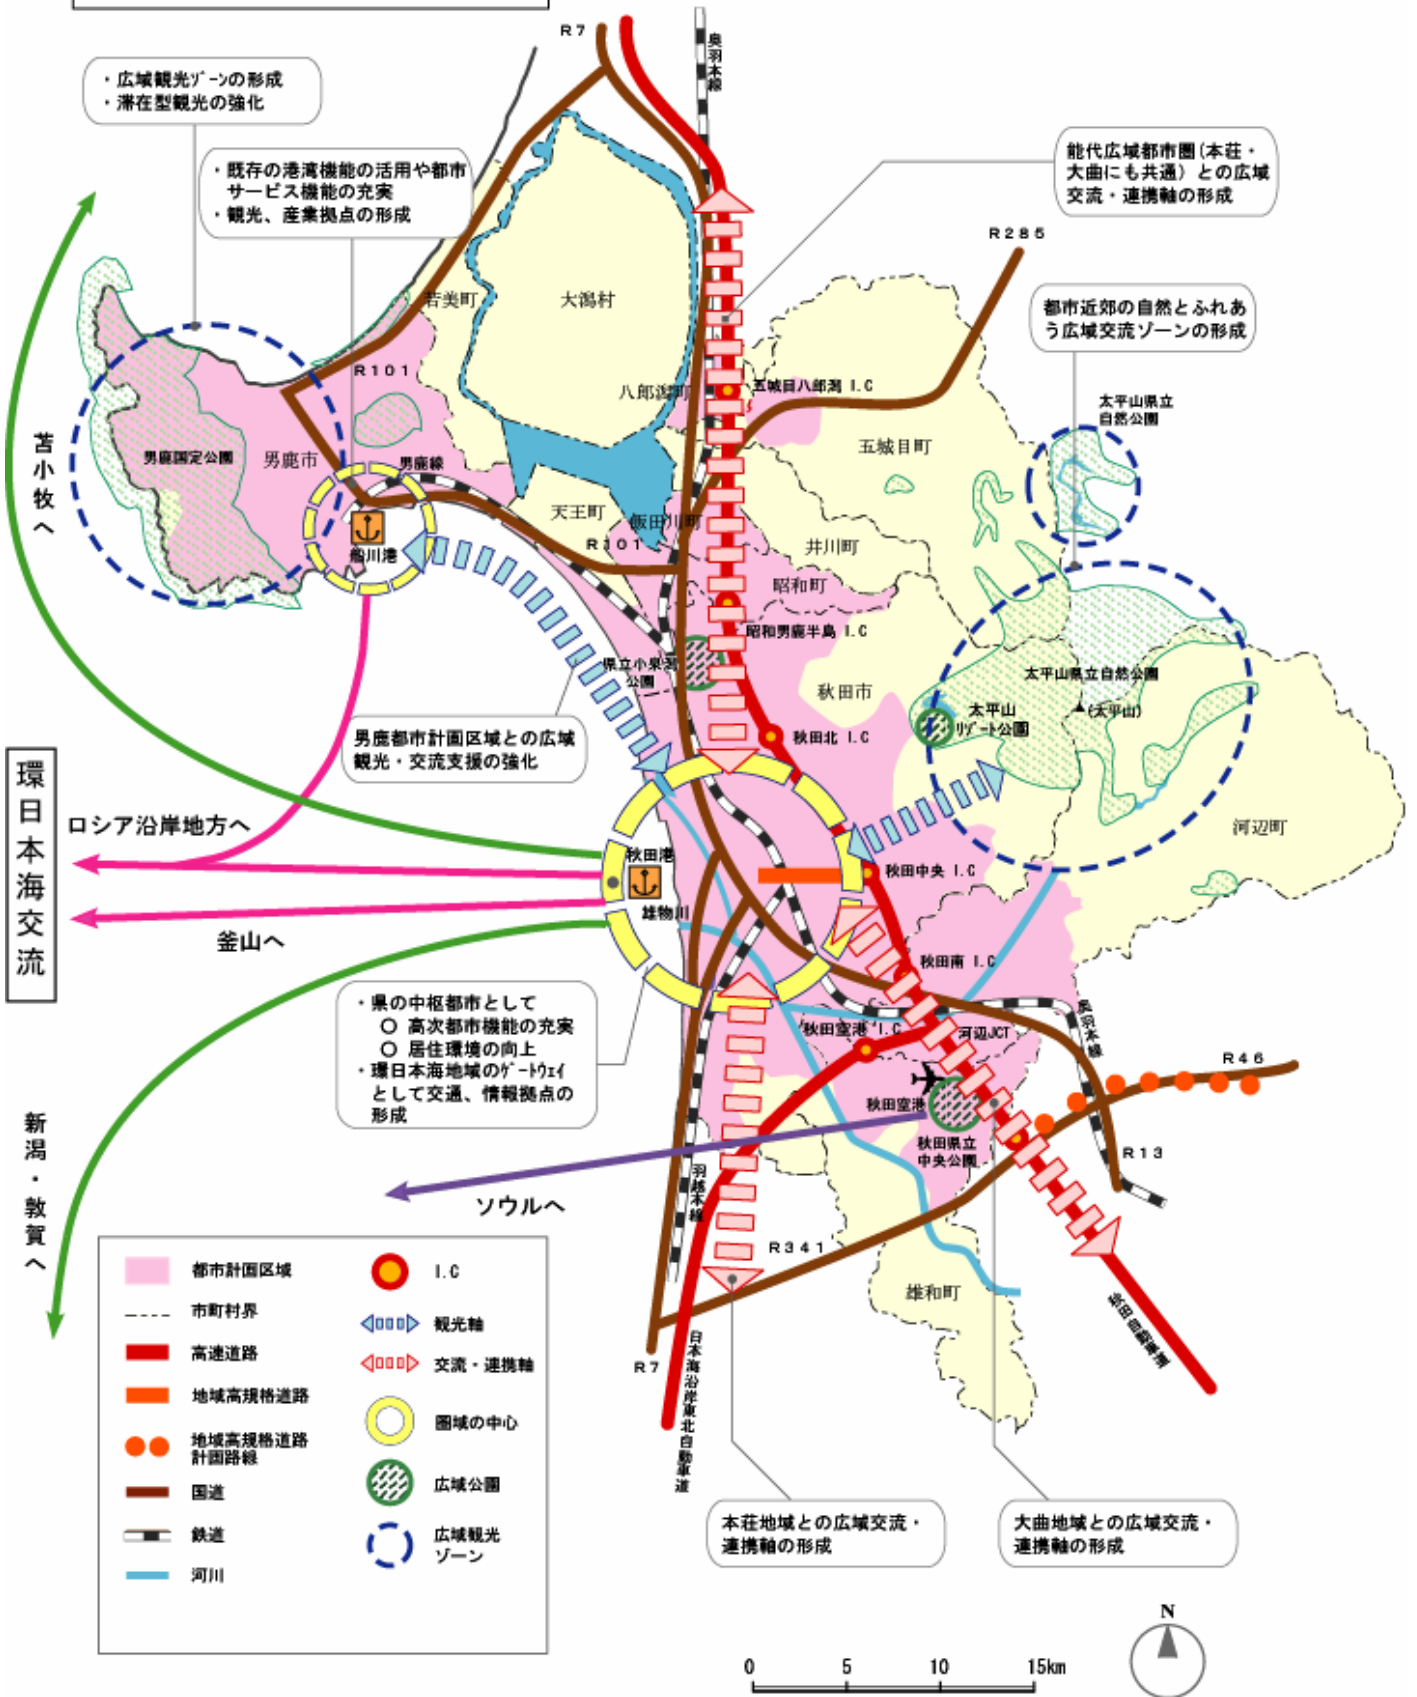 R7
奥羽本線
・広域観光ｿﾞｰﾝの形成
・滞在型観光の強化
・既存の港湾機能の活用や都市
サービス機能の充実
・観光、産業拠点の形成
能代広域都市圏(本荘・
大曲にも共通)との広域
交流・連携軸の形成
R285
都市近郊の自然とふれあ
う広域交流ゾーンの形成
若美町
大潟村
R101
八郎潟町
五城目八郎潟 I.C
太平山県立
自然公園
五城目町
苫小牧へ
男鹿国定公園
男鹿市
男鹿線
天王町
飯田川町
船川港
R101
井川町
昭和町
昭和男鹿半島 I.C
県立小泉潟
公園
秋田市
太平山県立自然公園
太平山
ﾘｿﾞｰﾄ公園
▲(太平山)
秋田北 I.C
男鹿都市計画区域との広域
観光・交流支援の強化
環日本海交流
ロシア沿岸地方へ
河辺町
秋田港
秋田中央 I.C
雄物川
釜山へ
秋田南 I.C
・県の中枢都市として
○ 高次都市機能の充実
○ 居住環境の向上
・環日本海地域のｹﾞｰﾄｳｪｲ
として交通、情報拠点の
形成
秋田空港 I.C
河辺JCT
奥羽本線
R46
秋田空港
秋田県立
中央公園
R13
新潟・敦賀へ
ソウルへ
羽越本線
R341
雄和町
秋田自動車道
R7
日本海沿岸東北自動車道
都市計画区域
市町村界
高速道路
地域高規格道路
地域高規格道路
計画路線
国道
鉄道
河川
I.C
観光軸
交流・連携軸
圏域の中心
広域公園
広域観光
ゾーン
本荘地域との広域交流・
連携軸の形成
大曲地域との広域交流・
連携軸の形成
N
0 5 10 15km